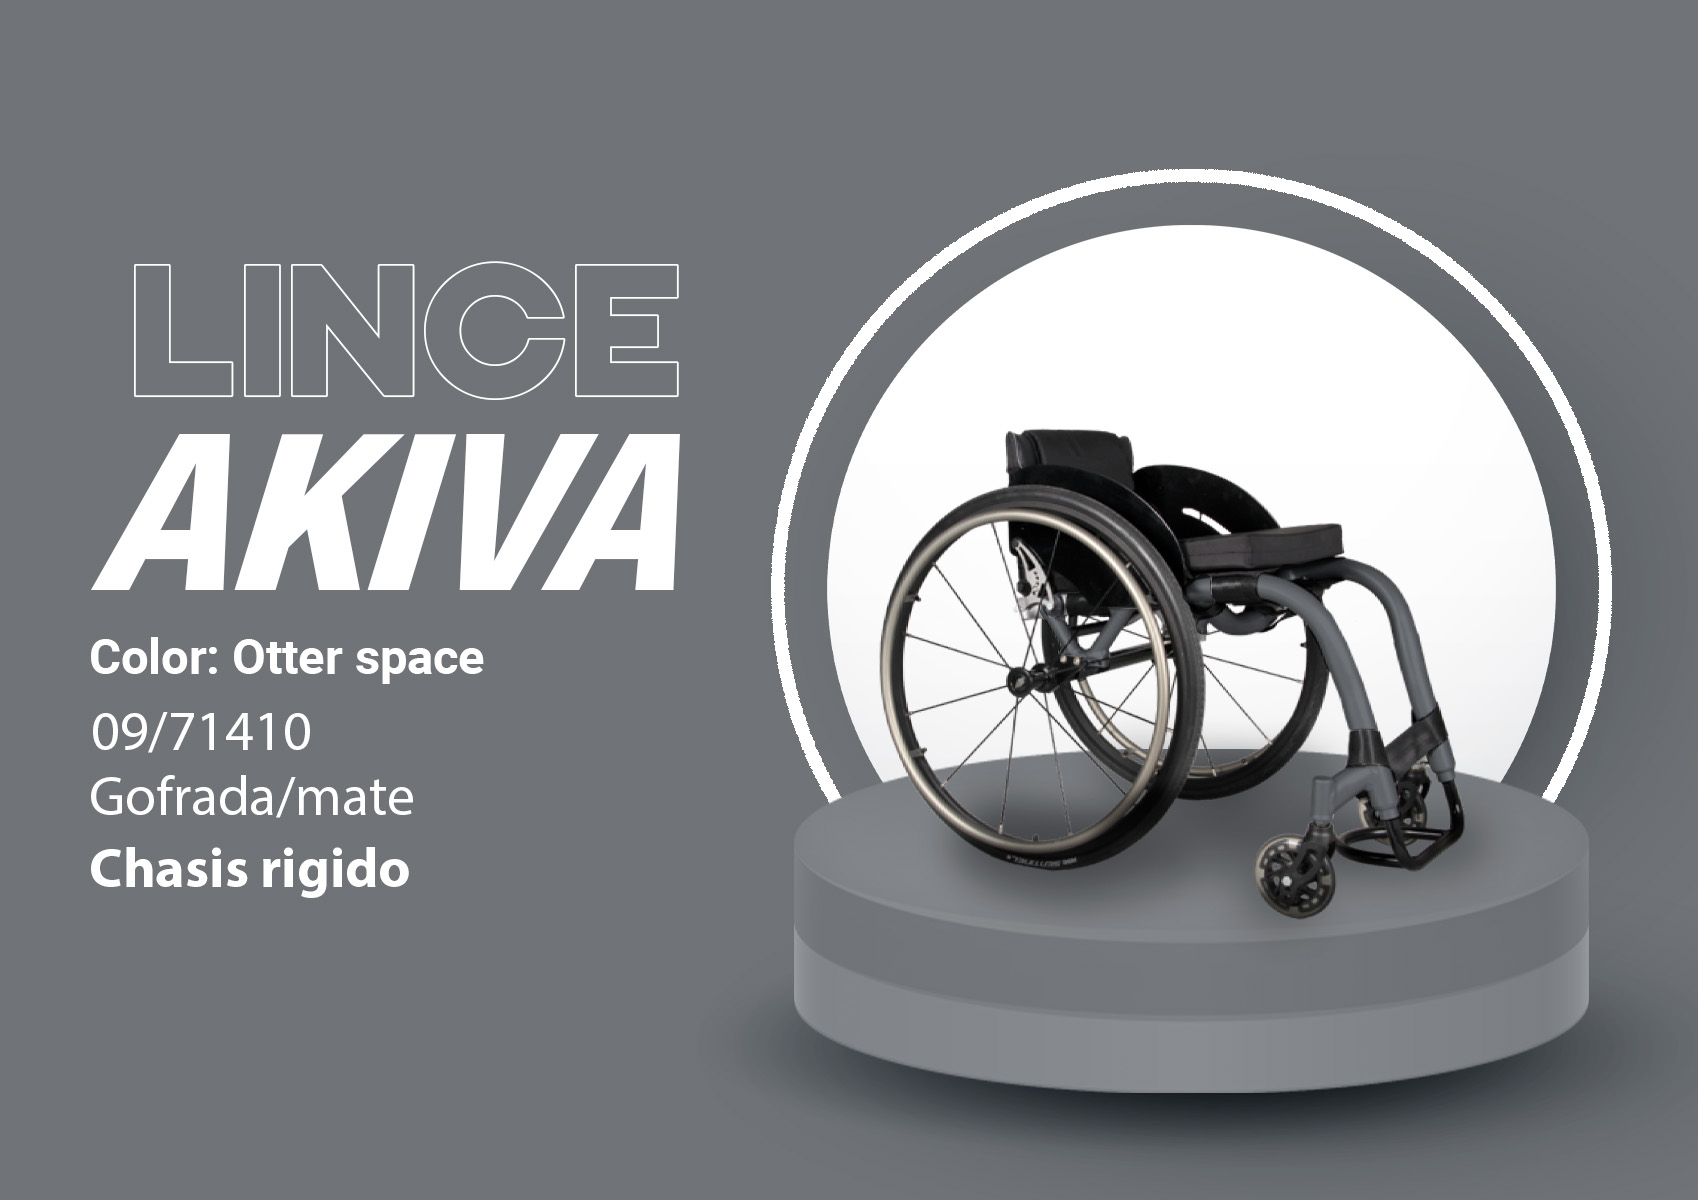 LINCE
AKIVA
Color: Otter space
09/71410
Gofrada/mate
Chasis rigido